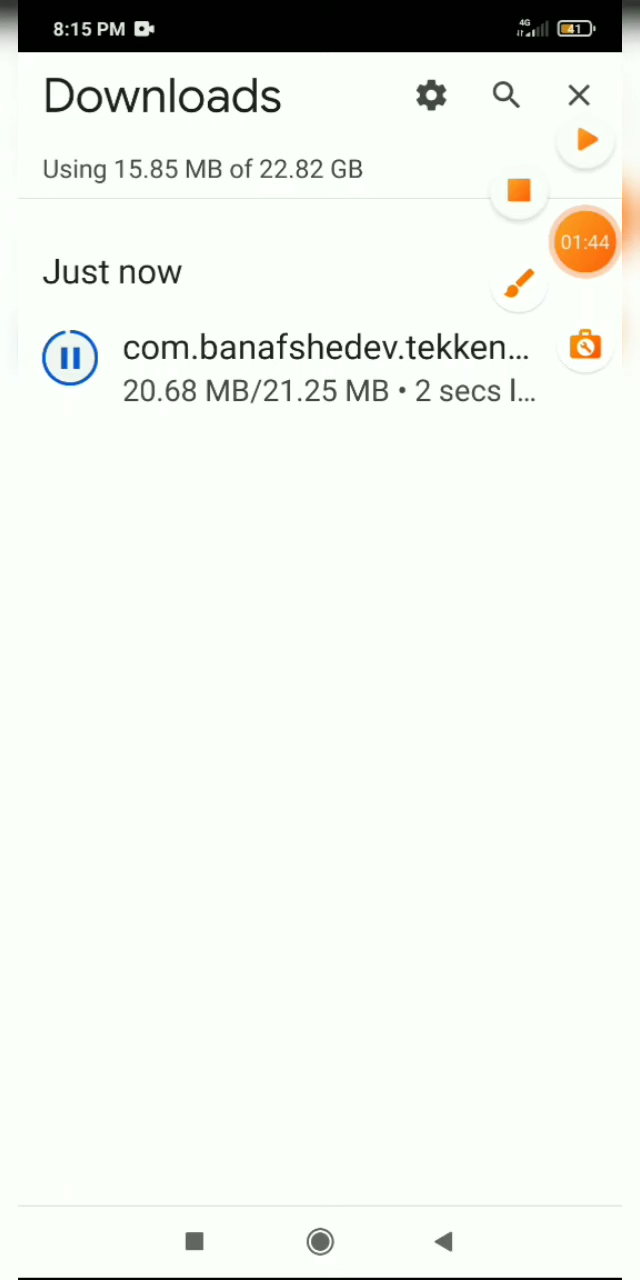 8:15 PM
4G
41
Downloads
Using 15.85 MB of 22.82 GB
01:44
Just now
com.banafshedev.tekken...
20.68 MB/21.25 MB • 2 secs l...